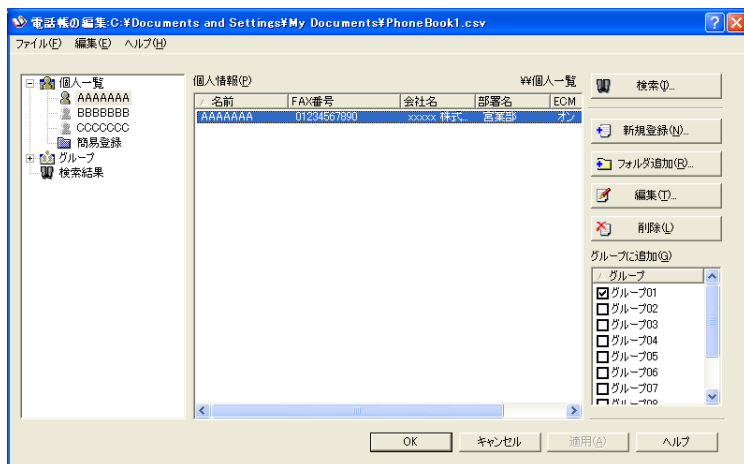 電話帳の編集:C:¥Documents and Settings¥My Documents¥PhoneBook1.csv
ファイル(F) 編集(E) ヘルプ(H)
個人一覧
AAAAAAA
BBBBBBB
CCCCCCC
簡易登録
グループ
検索結果
個人情報(P) ¥¥個人一覧
名前 FAX番号 会社名 部署名 ECM
AAAAAAA 01234567890 xxxxx 株式... 営業部 オン
検索(I)...
新規登録(N)...
フォルダ追加(R)...
編集(T)...
削除(L)
グループに追加(G)
グループ
グループ01
グループ02
グループ03
グループ04
グループ05
グループ06
グループ07
グループ08
OK キャンセル 適用(A) ヘルプ